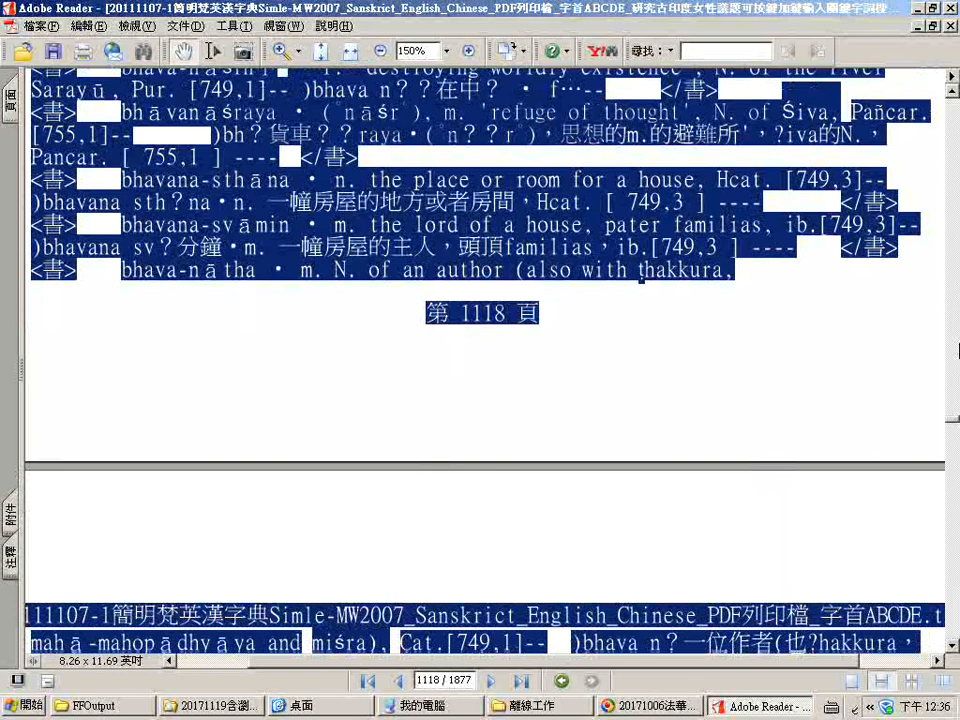 Adobe Reader - [20111107-1簡明梵英漢字典Simle-MW2007_Sanskrict_English_Chinese_PDF列印檔_字首ABCDE_研究古印度女性議題可按加鍵輸入關鍵字詞搜
檔案(F) 編輯(E) 檢視(V) 文件(D) 工具(T) 視窗(W) 說明(H)
150% 尋找:
Sarayū, Pur. [749,1]-- )bhava n??在中? · f…-- </書>
<書> bhāvanāśraya · (˚nāśr˚), m. 'refuge of thought', N. of Śiva, Pañcar.
[755,1]-- )bh?貨車??raya·(˚n??r˚),思想的m.的避難所',?iva的N.,
Pancar. [ 755,1 ] ---- </書>
<書> bhavana-sthāna · n. the place or room for a house, Hcat. [749,3]--
)bhavana sth?na·n. 一幢房屋的地方或者房間,Hcat. [ 749,3 ] ---- </書>
<書> bhavana-svāmin · m. the lord of a house, pater familias, ib.[749,3]--
)bhavana sv?分鐘·m. 一幢房屋的主人,頭頂familias,ib.[749,3 ] ---- </書>
<書> bhava-nātha · m. N. of an author (also with ṭhakkura,
第 1118 頁
111107-1簡明梵英漢字典Simle-MW2007_Sanskrict_English_Chinese_PDF列印檔_字首ABCDE.t
mahā-mahopādhyāya and miśra), Cat.[749,1]-- )bhava n?一位作者(也?hakkura,
頁面
附件
注釋
8.26 x 11.69 英吋
1118 / 1877
開始 FFOutput 20171119含瀏... 桌面 我的電腦 離線工作 20171006法華... Adobe Reader - ... 下午 12:36